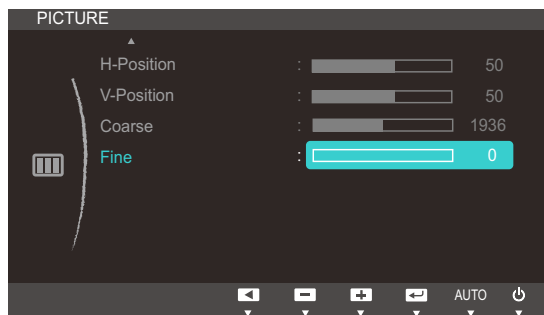 PICTURE
H-Position : 50
V-Position : 50
Coarse : 1936
Fine : 0
AUTO